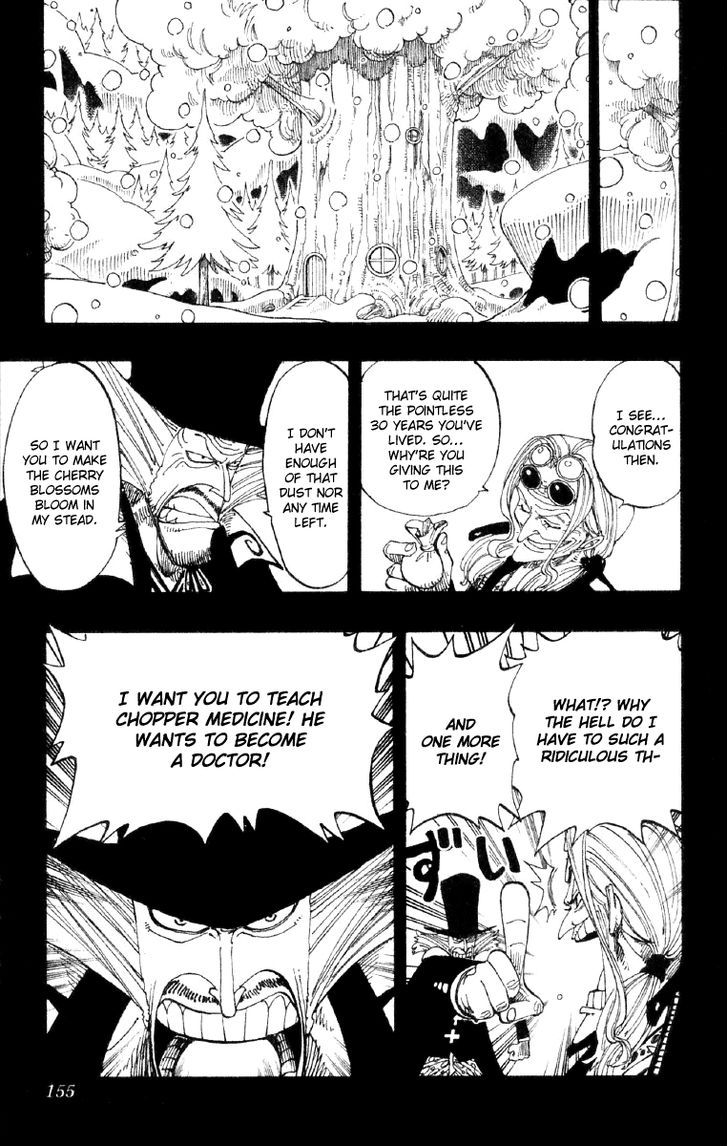 I SEE...
CONGRAT-
ULATIONS
THEN.
THAT'S QUITE
THE POINTLESS
30 YEARS YOU'VE
LIVED. SO...
WHY'RE YOU
GIVING THIS
TO ME?
I DON'T
HAVE
ENOUGH
OF THAT
DUST NOR
ANY TIME
LEFT.
SO I WANT
YOU TO MAKE
THE CHERRY
BLOSSOMS
BLOOM IN
MY STEAD.
WHAT!? WHY
THE HELL DO I
HAVE TO SUCH A
RIDICULOUS TH-
AND
ONE MORE
THING!
ずい
I WANT YOU TO TEACH
CHOPPER MEDICINE! HE
WANTS TO BECOME
A DOCTOR!
155